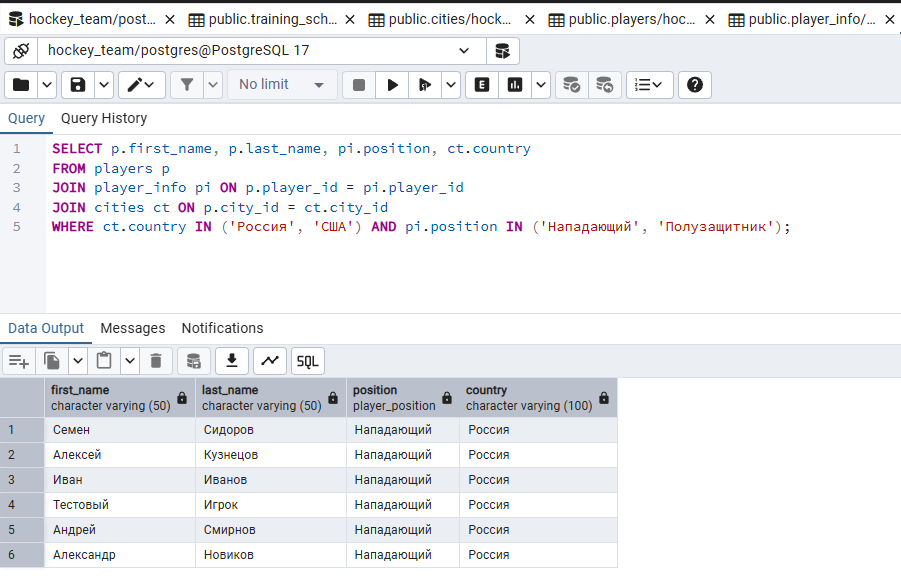 hockey_team/post... public.training_sch... public.cities/hock... public.players/hoc... public.player_info/...
hockey_team/postgres@PostgreSQL 17
No limit
Query Query History
1 SELECT p.first_name, p.last_name, pi.position, ct.country
2 FROM players p
3 JOIN player_info pi ON p.player_id = pi.player_id
4 JOIN cities ct ON p.city_id = ct.city_id
5 WHERE ct.country IN ('Россия', 'США') AND pi.position IN ('Нападающий', 'Полузащитник');
Data Output Messages Notifications
SQL
first_name last_name position country
character varying (50) character varying (50) player_position character varying (100)
1 Семен Сидоров Нападающий Россия
2 Алексей Кузнецов Нападающий Россия
3 Иван Иванов Нападающий Россия
4 Тестовый Игрок Нападающий Россия
5 Андрей Смирнов Нападающий Россия
6 Александр Новиков Нападающий Россия